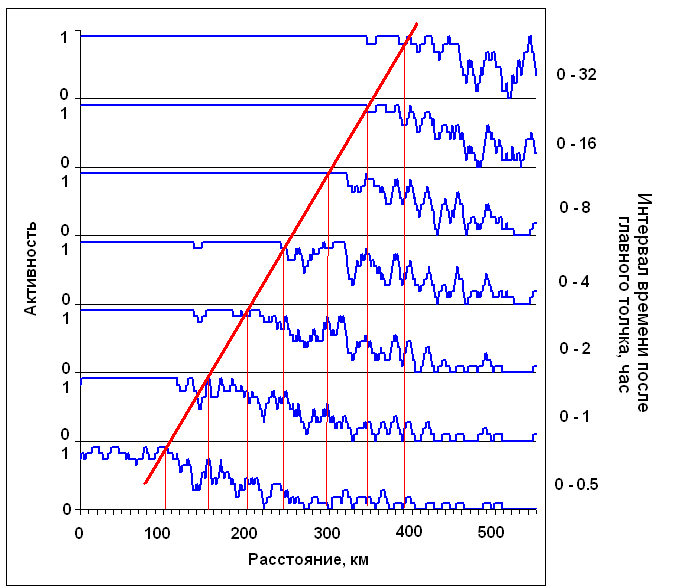 1
0
1
0
1
0
1
0
1
0
1
0
1
0
0 - 32
0 - 16
0 - 8
0 - 4
0 - 2
0 - 1
0 - 0.5
Активность
Интервал времени после
главного толчка, час
0 100 200 300 400 500
Расстояние, км